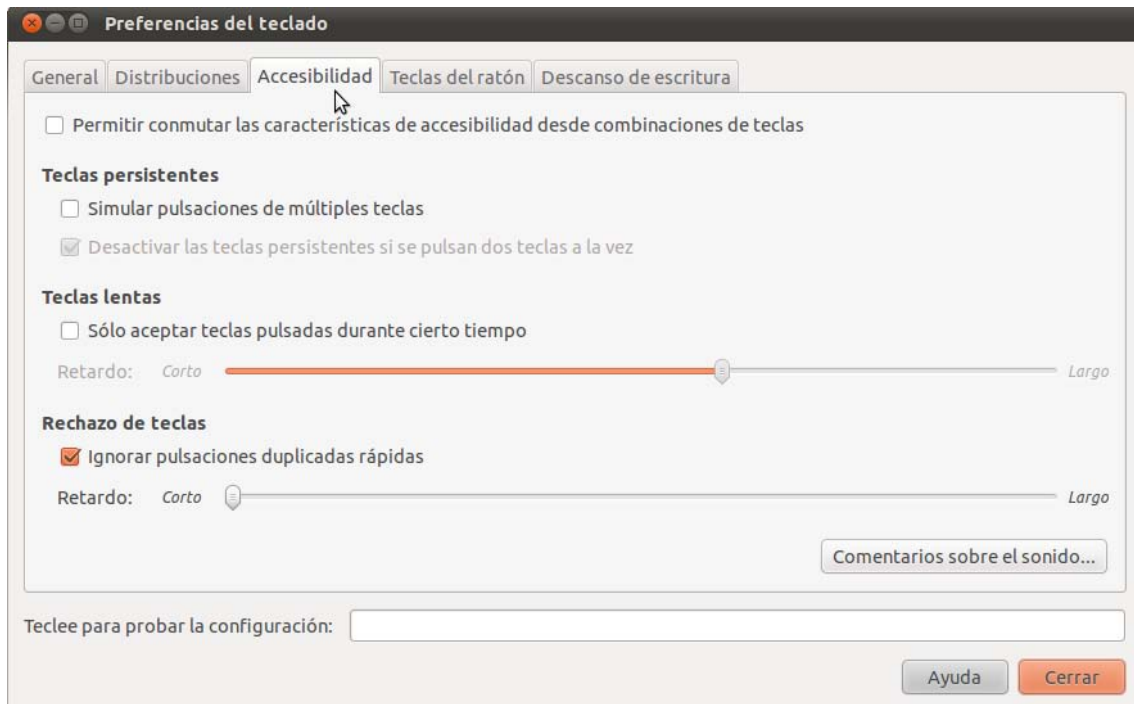 Preferencias del teclado
General Distribuciones Accesibilidad Teclas del ratón Descanso de escritura
Permitir conmutar las características de accesibilidad desde combinaciones de teclas
Teclas persistentes
Simular pulsaciones de múltiples teclas
Desactivar las teclas persistentes si se pulsan dos teclas a la vez
Teclas lentas
Sólo aceptar teclas pulsadas durante cierto tiempo
Retardo: Corto Largo
Rechazo de teclas
Ignorar pulsaciones duplicadas rápidas
Retardo: Corto Largo
Comentarios sobre el sonido...
Teclee para probar la configuración:
Ayuda Cerrar